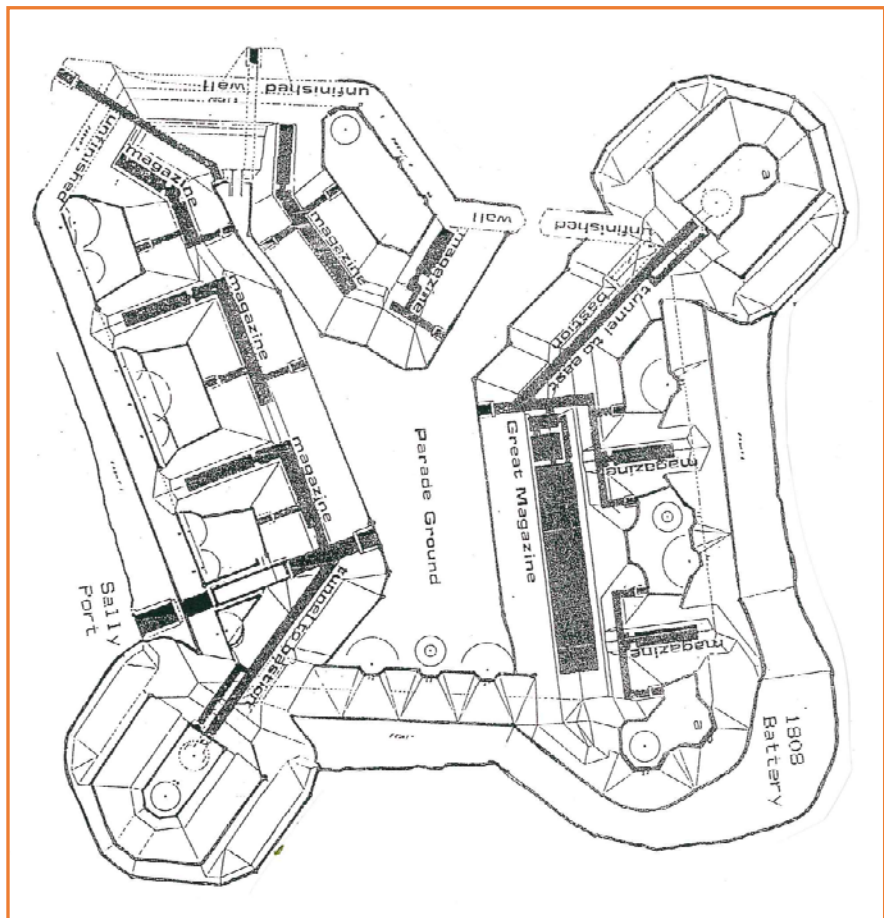 unfinished wall
unfinished
magazine
magazine
magazine
wall
unfinished
a
tunnel to east
bastion
magazine
magazine
Parade Ground
Great Magazine
magazine
Sally
Port
tunnel to bastion
magazine
a
1808
Battery